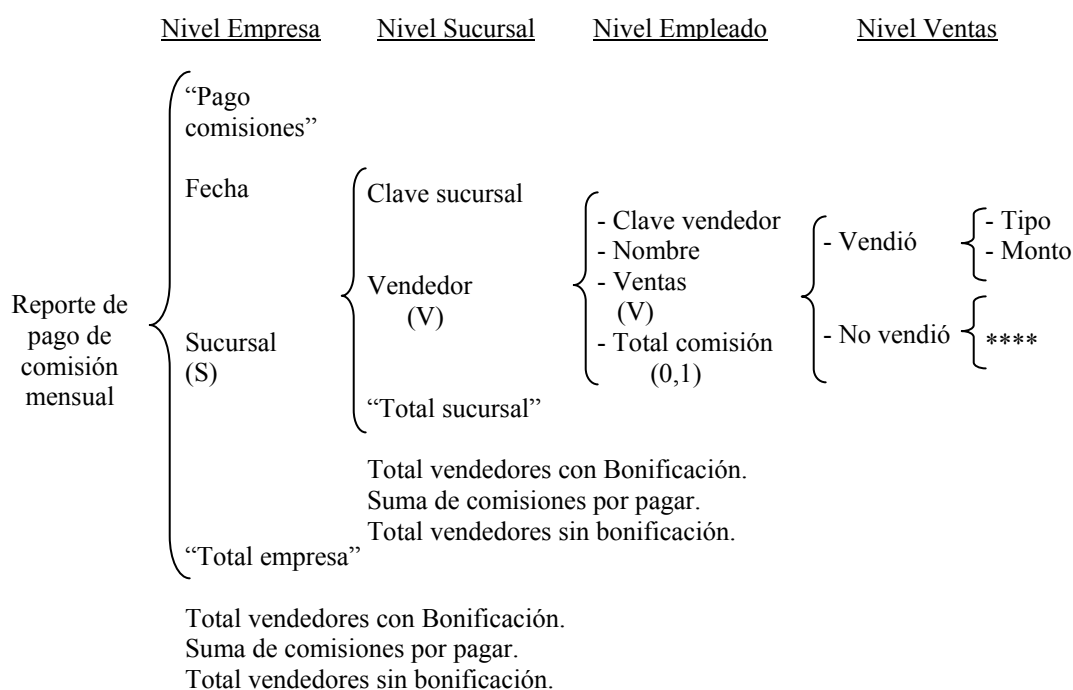 Nivel Empresa
Nivel Sucursal
Nivel Empleado
Nivel Ventas
Reporte de
pago de
comisión
mensual
“Pago
comisiones”
Fecha
Sucursal
(S)
“Total empresa”
Total vendedores con Bonificación.
Suma de comisiones por pagar.
Total vendedores sin bonificación.
Clave sucursal
Vendedor
(V)
“Total sucursal”
Total vendedores con Bonificación.
Suma de comisiones por pagar.
Total vendedores sin bonificación.
- Clave vendedor
- Nombre
- Ventas
(V)
- Total comisión
(0,1)
- Vendió
- No vendió
- Tipo
- Monto
****